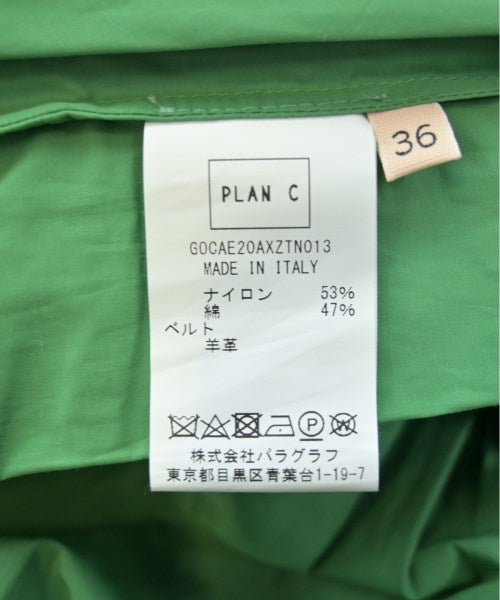 36
PLAN C
GOCAE20AXZTN013
MADE IN ITALY
ナイロン 53%
綿 47%
ベルト
羊革
P W
株式会社パラグラフ
東京都目黒区青葉台1-19-7